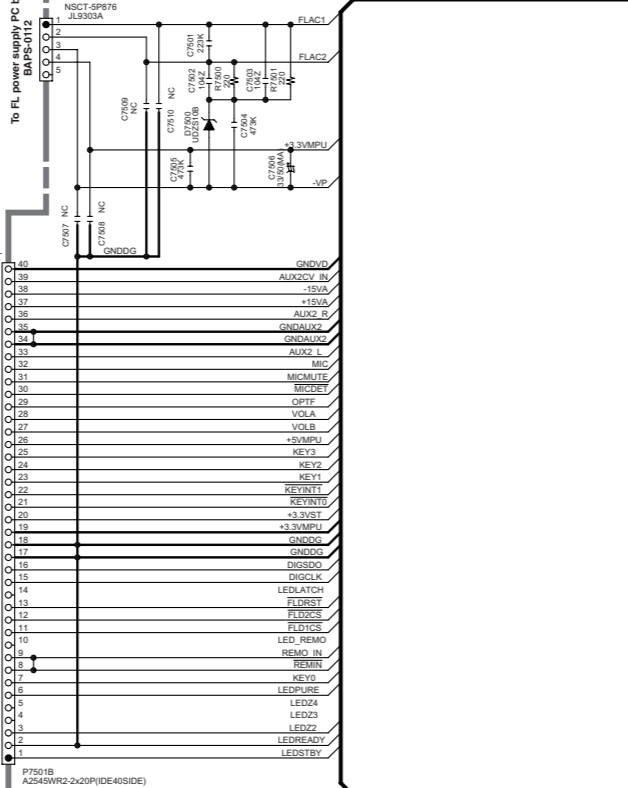 To FL power supply PC b
BAPS-0112
NSCT-5P876
JL9303A
1
2
3
4
5
FLAC1
FLAC2
+3.3VMPU
-VP
C7501
223K
C7502
104Z
R7500
220
C7503
104Z
R7501
220
C7509
NC
C7510 NC
D7500
UDZS10B
C7504
473K
C7505
473K
C7506
33/50(MA)
C7507 NC
C7508 NC
GNDDG
40 GNDVD
39 AUX2CV IN
38 -15VA
37 +15VA
36 AUX2 R
35 GNDAUX2
34 GNDAUX2
33 AUX2 L
32 MIC
31 MICMUTE
30 MICDET
29 OPTF
28 VOLA
27 VOLB
26 +5VMPU
25 KEY3
24 KEY2
23 KEY1
22 KEYINT1
21 KEYINT0
20 +3.3VST
19 +3.3VMPU
18 GNDDG
17 GNDDG
16 DIGSDO
15 DIGCLK
14 LEDLATCH
13 FLDRST
12 FLD2CS
11 FLD1CS
10 LED_REMO
9 REMO IN
8 REMIN
7 KEY0
6 LEDPURE
5 LEDZ4
4 LEDZ3
3 LEDZ2
2 LEDREADY
1 LEDSTBY
P7501B
A2545WR2-2x20P(IDE40SIDE)